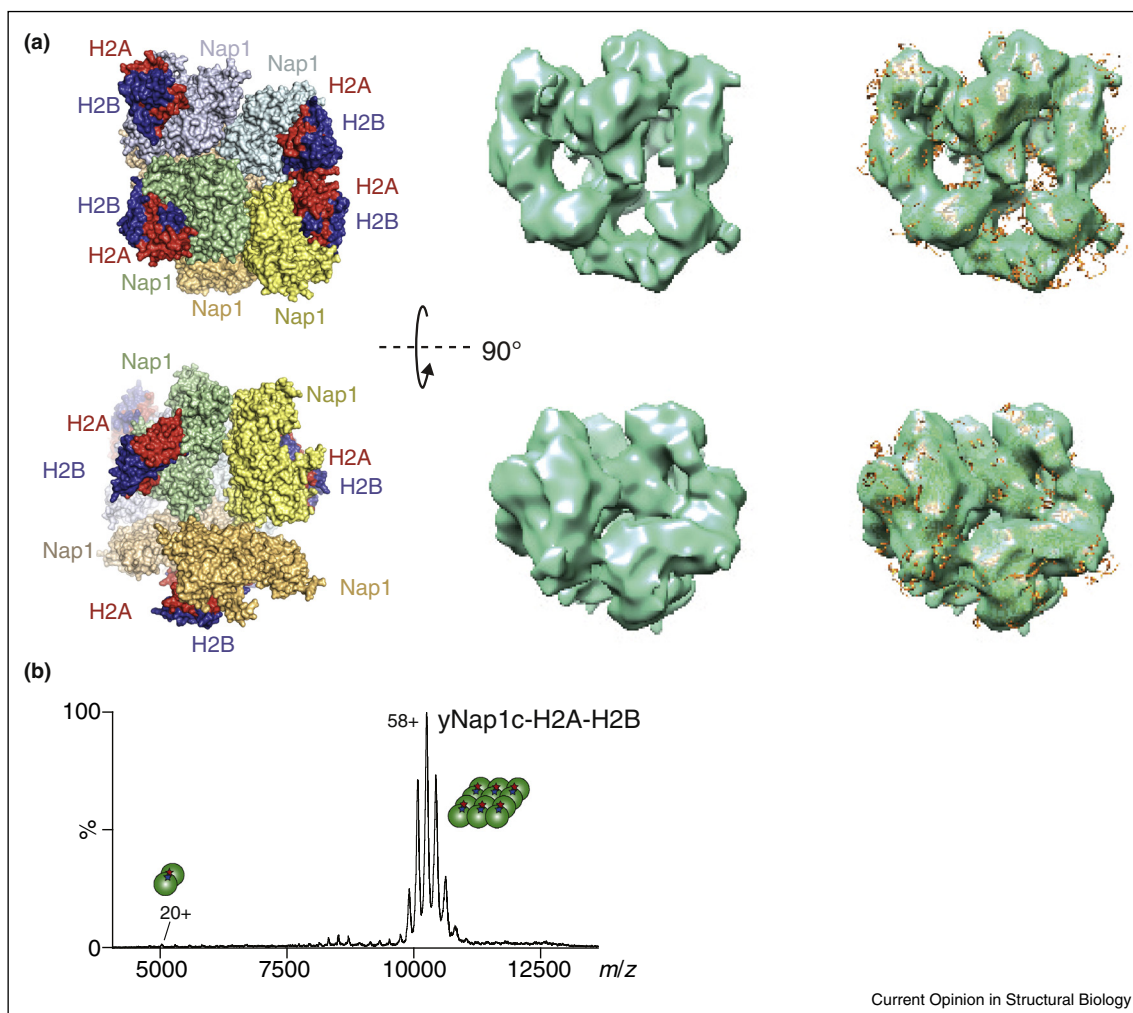 (a)
H2A
Nap1
Nap1
H2A
H2B
H2B
H2A
H2B
H2B
H2A
Nap1
Nap1
Nap1
90°
Nap1
Nap1
H2A
H2A
H2B
H2B
Nap1
Nap1
H2A
H2B
(b)
100
58+
yNap1c-H2A-H2B
%
20+
0
5000
7500
10000
12500
m/z
Current Opinion in Structural Biology